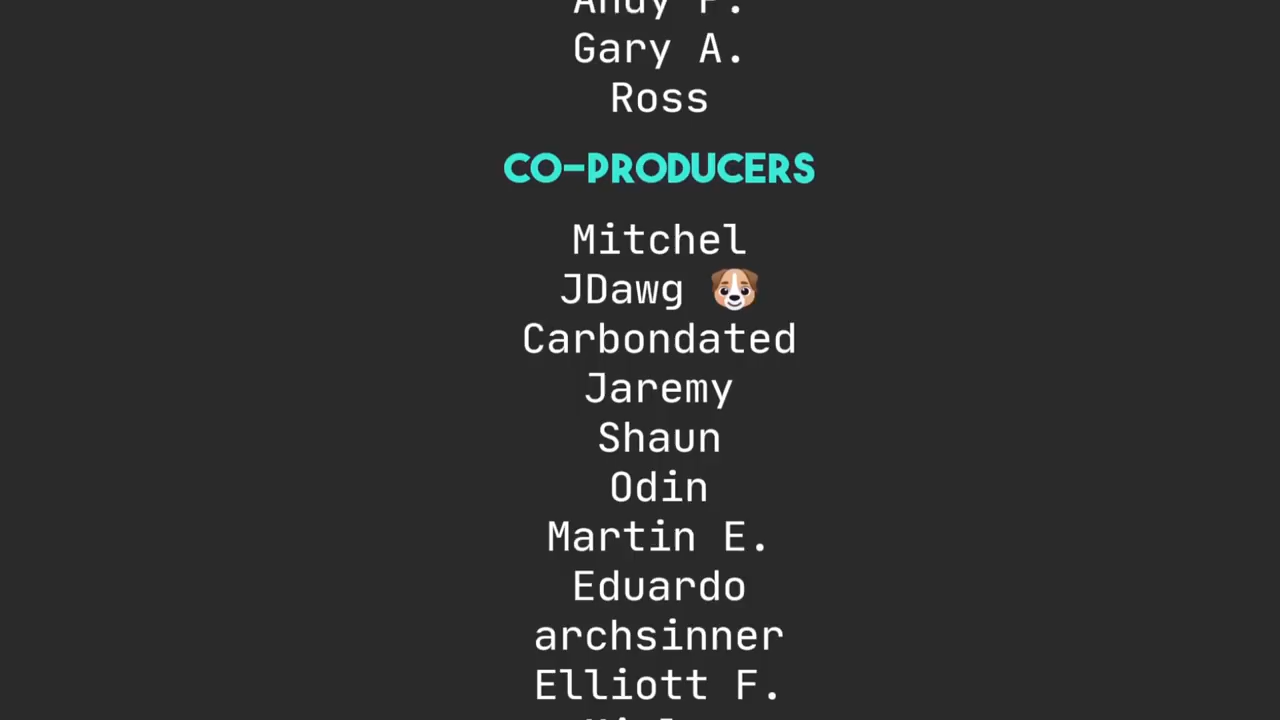 Andy P.
Gary A.
Ross
CO-PRODUCERS
Mitchel
JDawg 🐶
Carbondated
Jaremy
Shaun
Odin
Martin E.
Eduardo
archsinner
Elliott F.